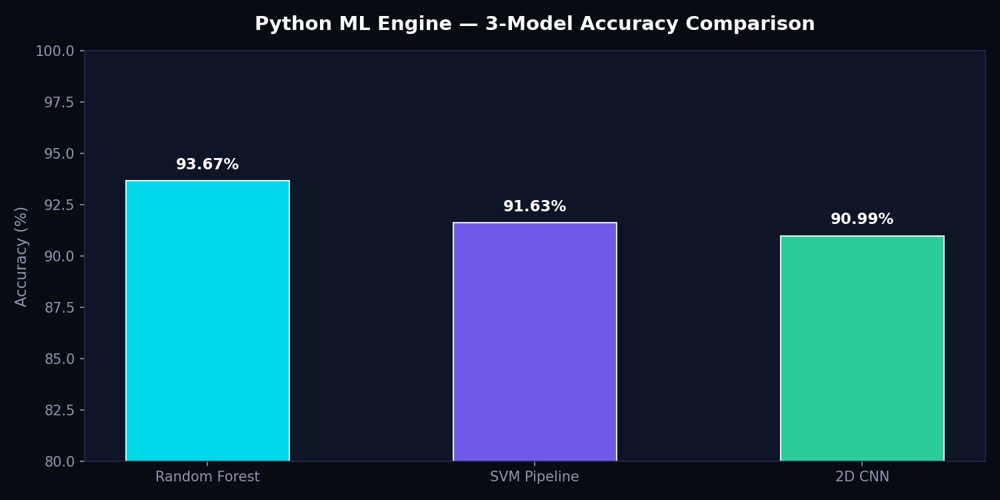 Python ML Engine — 3-Model Accuracy Comparison
Accuracy (%)
100.0
97.5
95.0
92.5
90.0
87.5
85.0
82.5
80.0
93.67%
91.63%
90.99%
Random Forest
SVM Pipeline
2D CNN